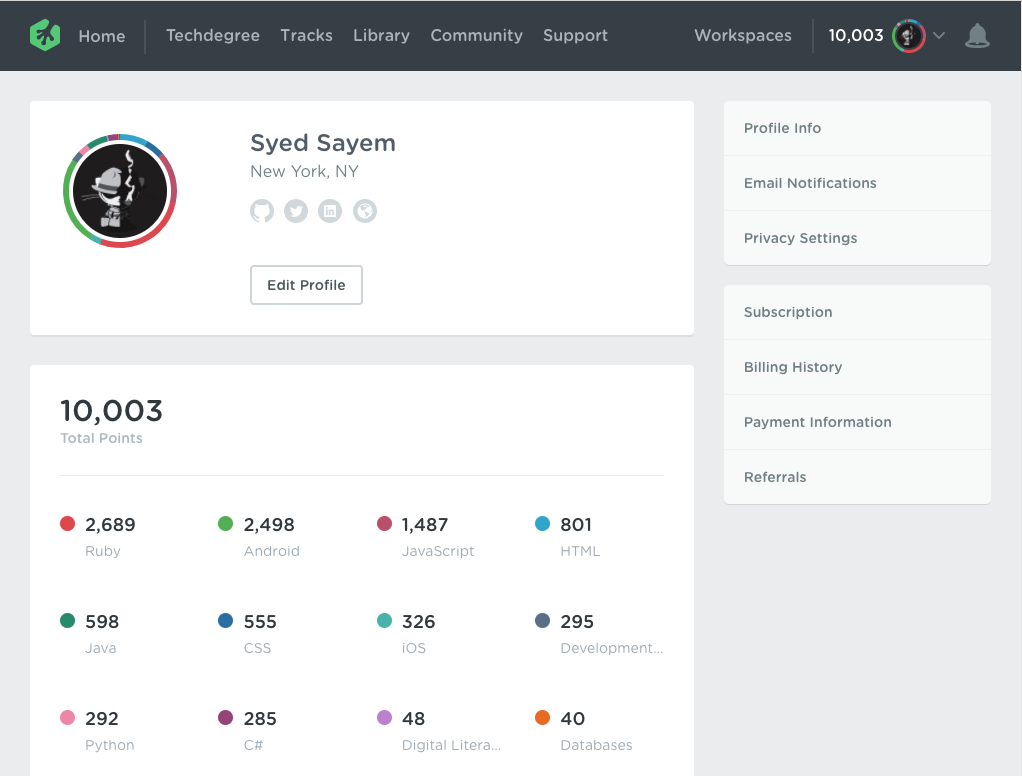 Home
Techdegree
Tracks
Library
Community
Support
Workspaces
10,003
Syed Sayem
New York, NY
Edit Profile
Profile Info
Email Notifications
Privacy Settings
Subscription
Billing History
Payment Information
Referrals
10,003
Total Points
2,689
Ruby
2,498
Android
1,487
JavaScript
801
HTML
598
Java
555
CSS
326
iOS
295
Development...
292
Python
285
C#
48
Digital Litera...
40
Databases